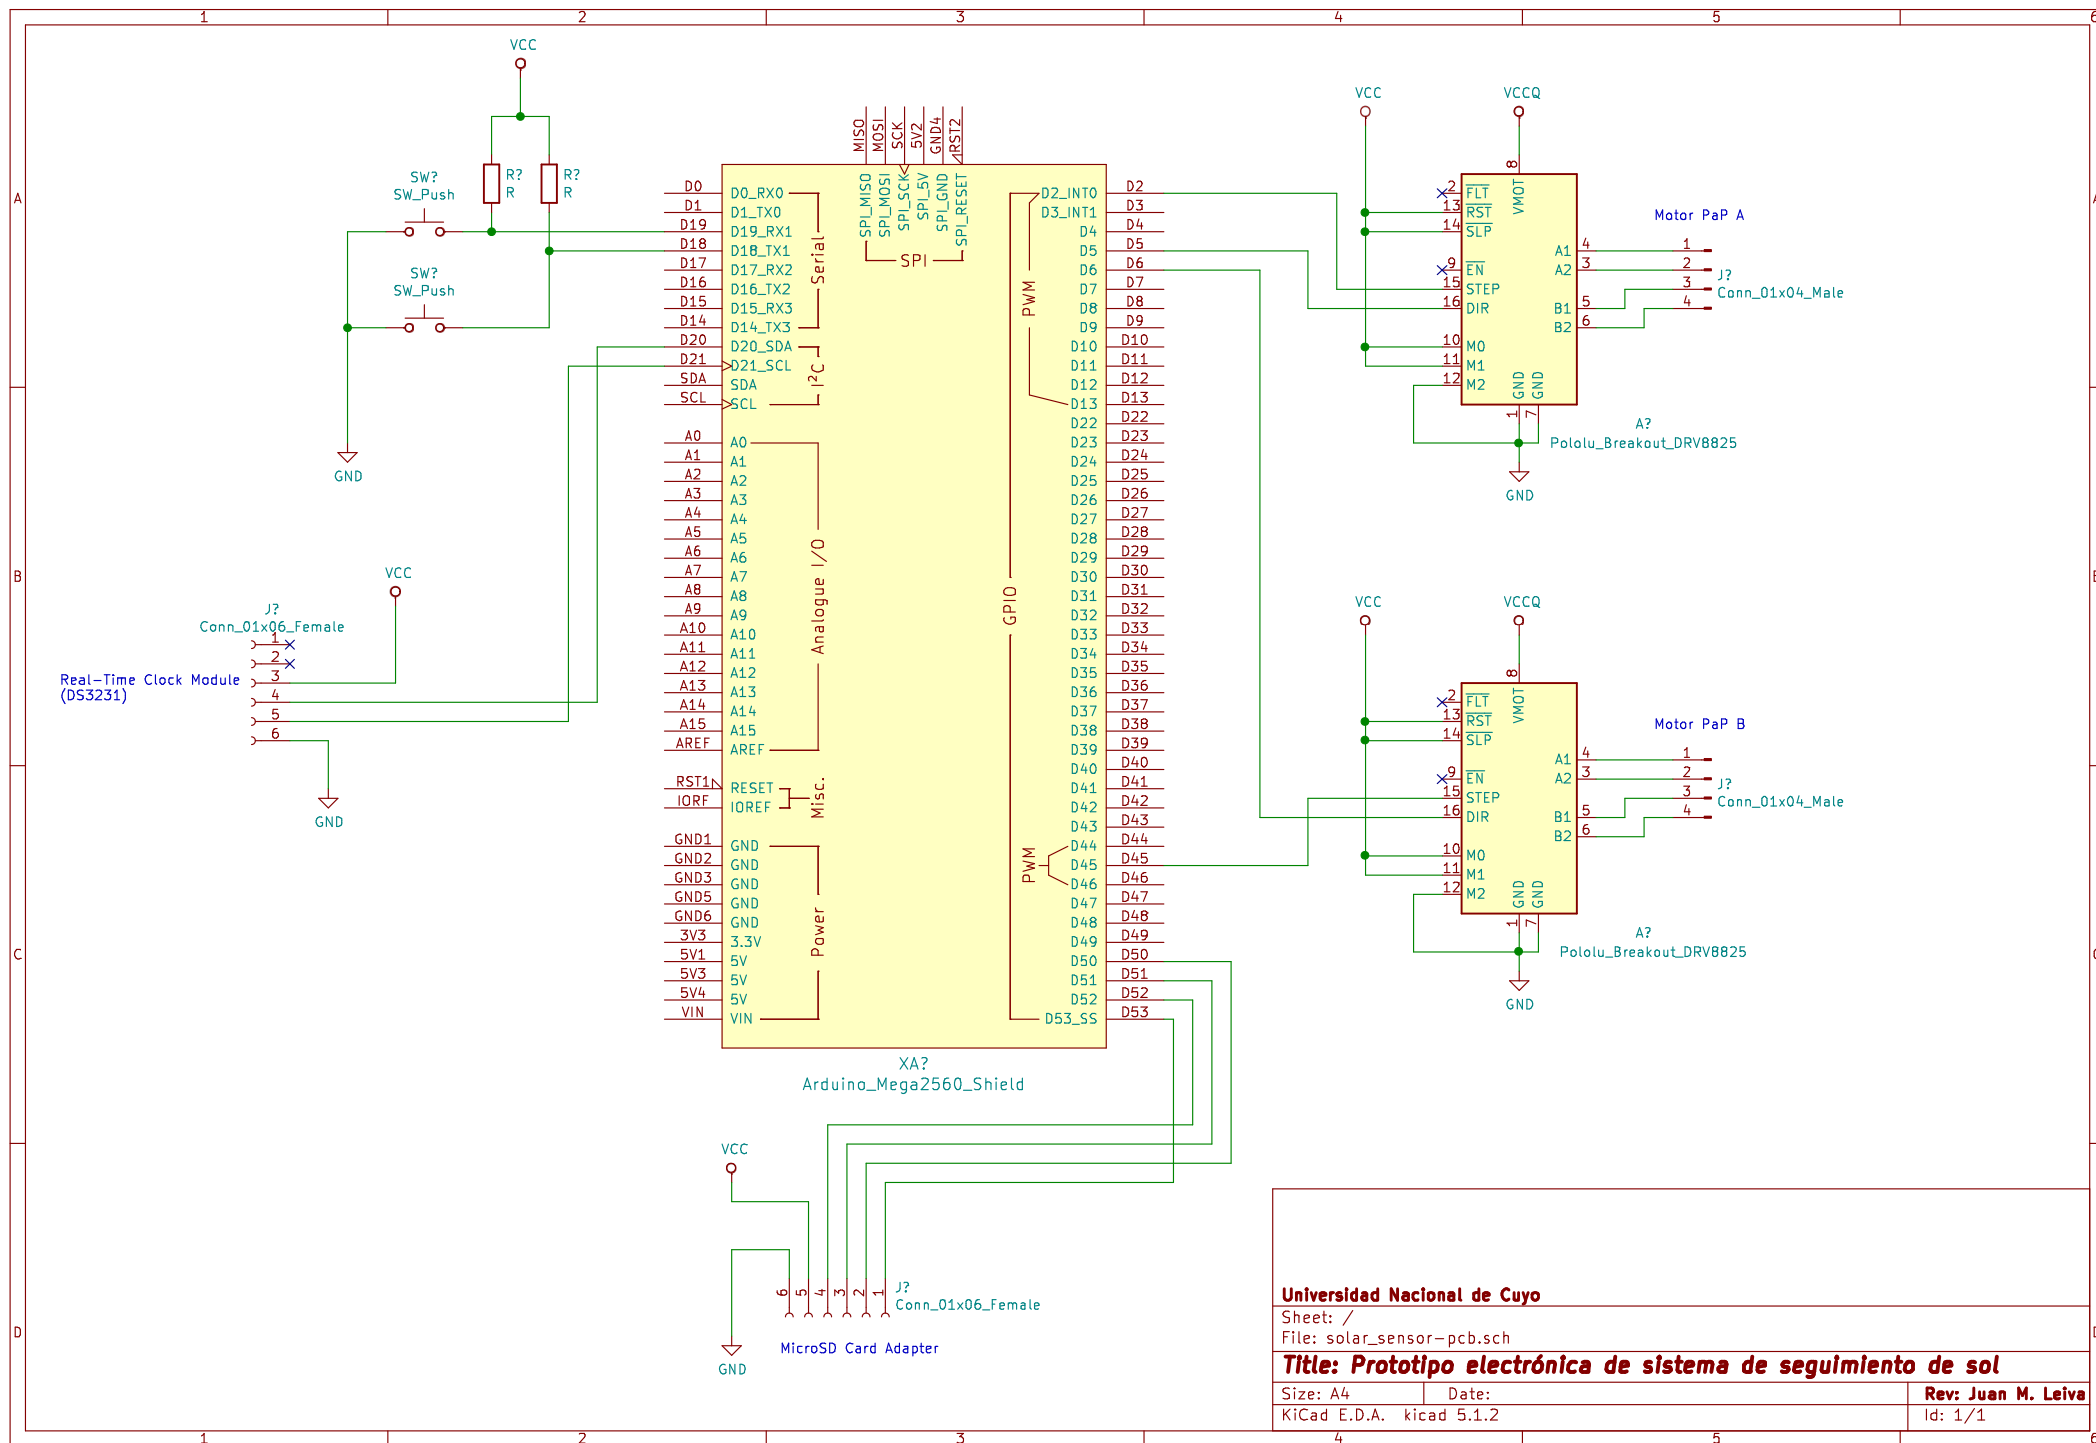 1 2 3 4 5 6
A
B
C
D
VCC
R?
R
R?
R
SW?
SW_Push
SW?
SW_Push
GND
VCC
J?
Conn_01x06_Female
1
2
3
4
5
6
Real-Time Clock Module
(DS3231)
GND
MISO
MOSI
SCK
5V2
GND4
RST2
SPI_MISO
SPI_MOSI
SPI_SCK
SPI_5V
SPI_GND
SPI_RESET
SPI
D0 D0_RX0
D1 D1_TX0
D19 D19_RX1
D18 D18_TX1
D17 D17_RX2
D16 D16_TX2
D15 D15_RX3
D14 D14_TX3
Serial
D20 D20_SDA
D21 D21_SCL
SDA SDA
SCL SCL
I²C
A0 A0
A1 A1
A2 A2
A3 A3
A4 A4
A5 A5
A6 A6
A7 A7
A8 A8
A9 A9
A10 A10
A11 A11
A12 A12
A13 A13
A14 A14
A15 A15
AREF AREF
Analogue I/O
RST1 RESET
IORF IOREF
Misc.
GND1 GND
GND2 GND
GND3 GND
GND5 GND
GND6 GND
3V3 3.3V
5V1 5V
5V3 5V
5V4 5V
VIN VIN
Power
D2_INT0 D2
D3_INT1 D3
D4 D4
D5 D5
D6 D6
D7 D7
D8 D8
D9 D9
D10 D10
D11 D11
D12 D12
D13 D13
PWM
D22 D22
D23 D23
D24 D24
D25 D25
D26 D26
D27 D27
D28 D28
D29 D29
D30 D30
D31 D31
D32 D32
D33 D33
D34 D34
D35 D35
D36 D36
D37 D37
D38 D38
D39 D39
D40 D40
D41 D41
D42 D42
D43 D43
D44 D44
D45 D45
D46 D46
PWM
D47 D47
D48 D48
D49 D49
D50 D50
D51 D51
D52 D52
D53_SS D53
GPIO
XA?
Arduino_Mega2560_Shield
VCC
VCCQ
8
VMOT
2 FLT
13 RST
14 SLP
9 EN
15 STEP
16 DIR
10 M0
11 M1
12 M2
A1 4
A2 3
B1 5
B2 6
GND GND
1 7
Motor PaP A
1
2
3
4
J?
Conn_01x04_Male
A?
Pololu_Breakout_DRV8825
GND
VCC
VCCQ
8
VMOT
2 FLT
13 RST
14 SLP
9 EN
15 STEP
16 DIR
10 M0
11 M1
12 M2
A1 4
A2 3
B1 5
B2 6
GND GND
1 7
Motor PaP B
1
2
3
4
J?
Conn_01x04_Male
A?
Pololu_Breakout_DRV8825
GND
VCC
6 5 4 3 2 1
J?
Conn_01x06_Female
MicroSD Card Adapter
GND
Universidad Nacional de Cuyo
Sheet: /
File: solar_sensor-pcb.sch
Title: Prototipo electrónica de sistema de seguimiento de sol
Size: A4 Date: Rev: Juan M. Leiva
KiCad E.D.A. kicad 5.1.2 Id: 1/1
1 2 3 4 5 6